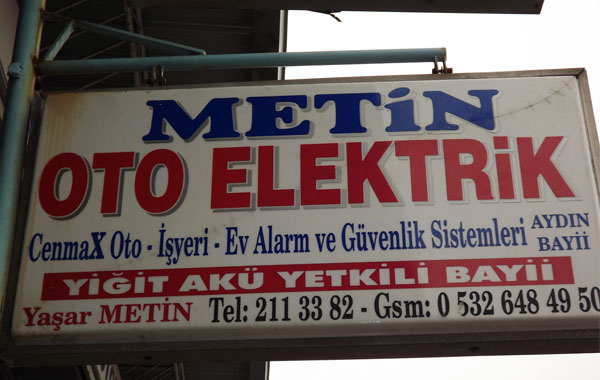 METİN
OTO ELEKTRİK
CenmaX Oto - İşyeri - Ev Alarm ve Güvenlik Sistemleri AYDIN BAYİİ
YİĞİT AKÜ YETKİLİ BAYİİ
Yaşar METİN Tel: 211 33 82 - Gsm: 0 532 648 49 50